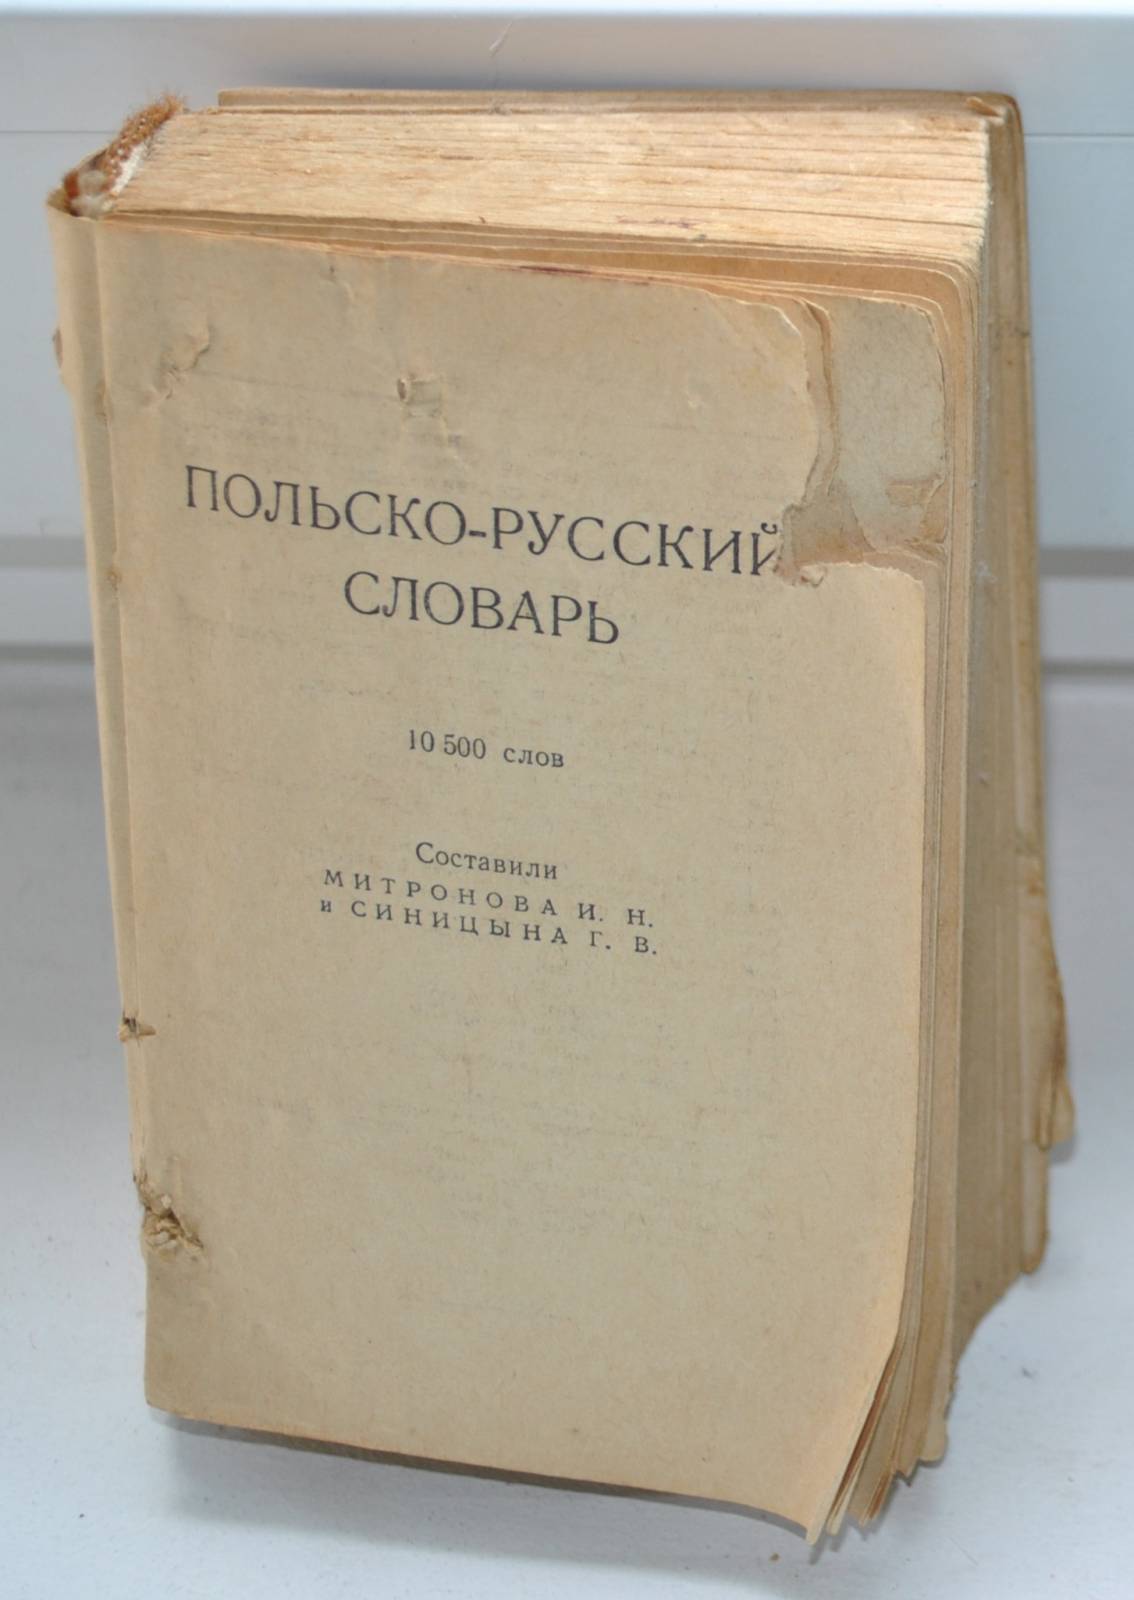 ПОЛЬСКО-РУССКИЙ
СЛОВАРЬ
10 500 слов
Составили
МИТРОНОВА И. Н.
и СИНИЦЫНА Г. В.